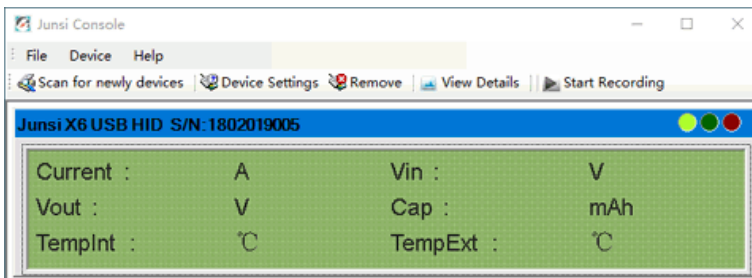 Junsi Console
File Device Help
Scan for newly devices Device Settings Remove View Details Start Recording
Junsi X6 USB HID S/N:1802019005
Current : A Vin : V
Vout : V Cap : mAh
TempInt : ℃ TempExt : ℃